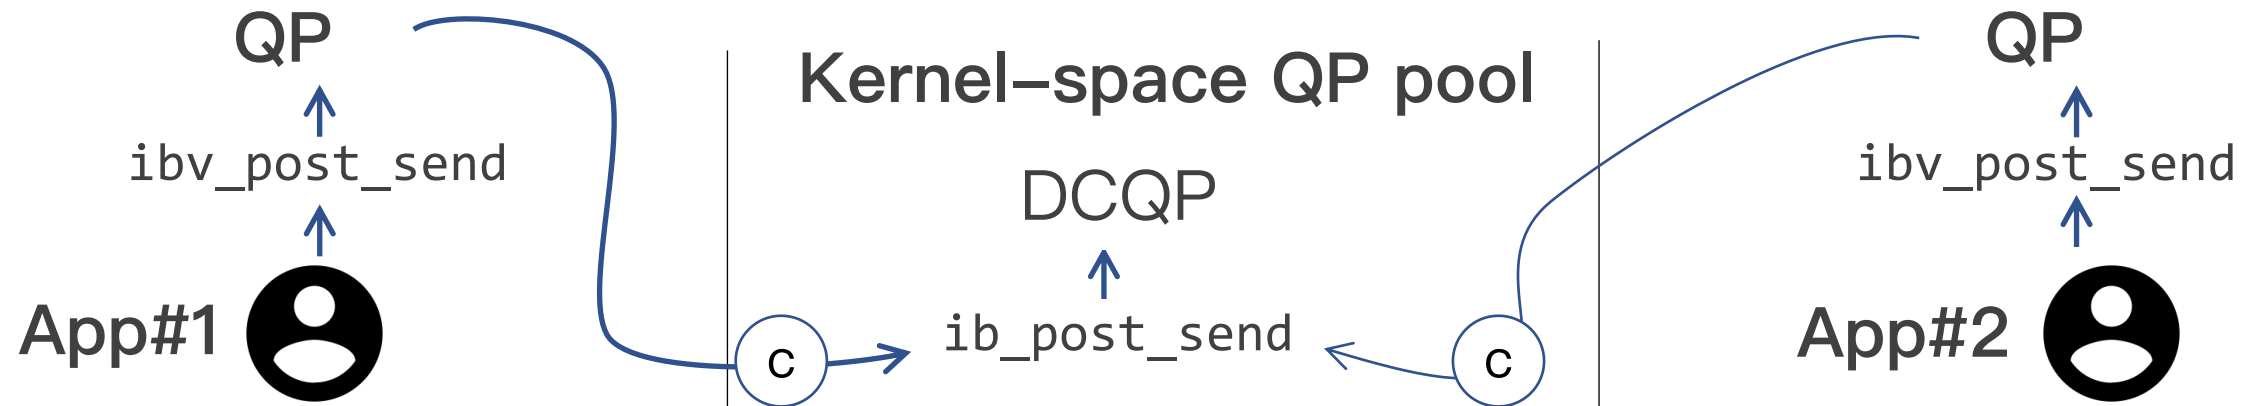 QP
ibv_post_send
App#1
Kernel-space QP pool
DCQP
ib_post_send
C
C
QP
ibv_post_send
App#2